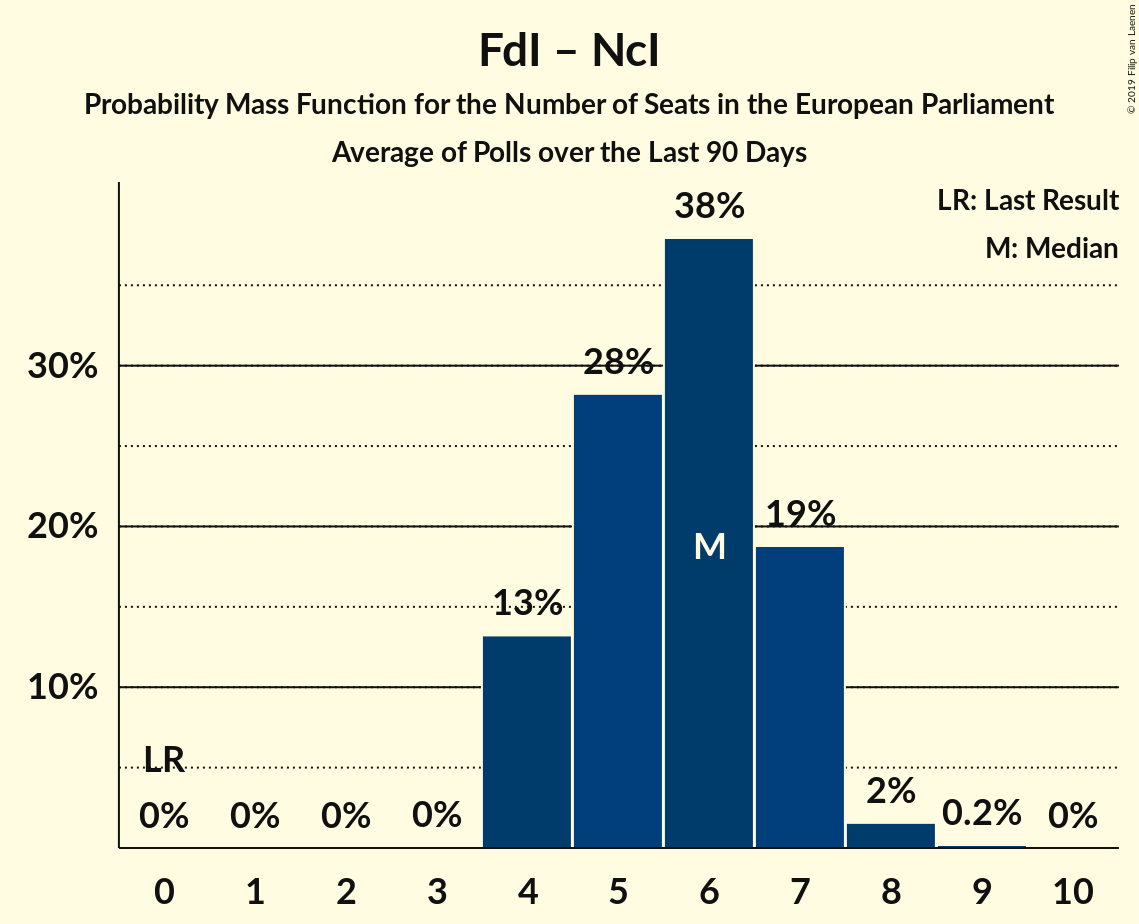 FdI – NcI
Probability Mass Function for the Number of Seats in the European Parliament
Average of Polls over the Last 90 Days
© 2019 Filip van Laenen
LR: Last Result
M: Median
38%
30%
28%
20%
19%
M
13%
10%
LR
0%
0%
0%
0%
2%
0.2%
0%
0 1 2 3 4 5 6 7 8 9 10